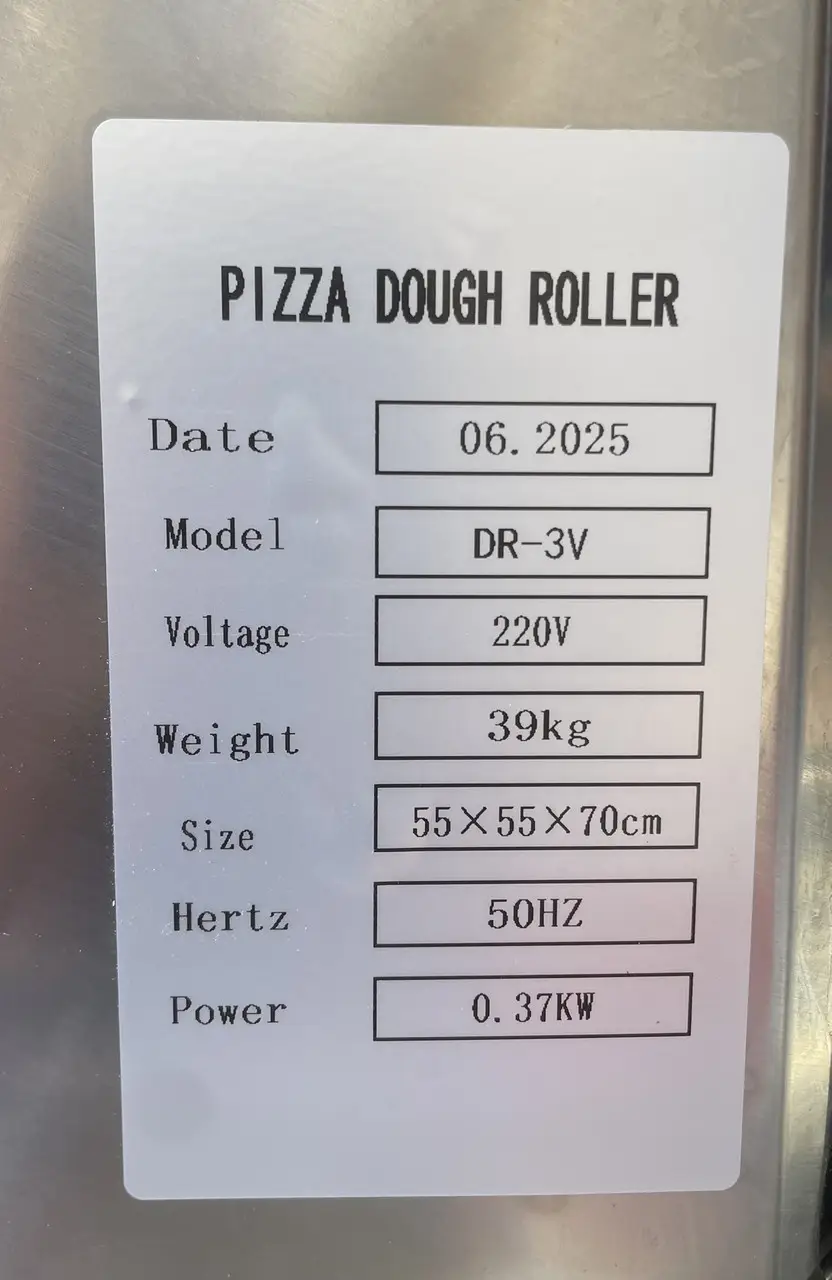 PIZZA DOUGH ROLLER
Date 06.2025
Model DR-3V
Voltage 220V
Weight 39kg
Size 55×55×70cm
Hertz 50HZ
Power 0.37KW